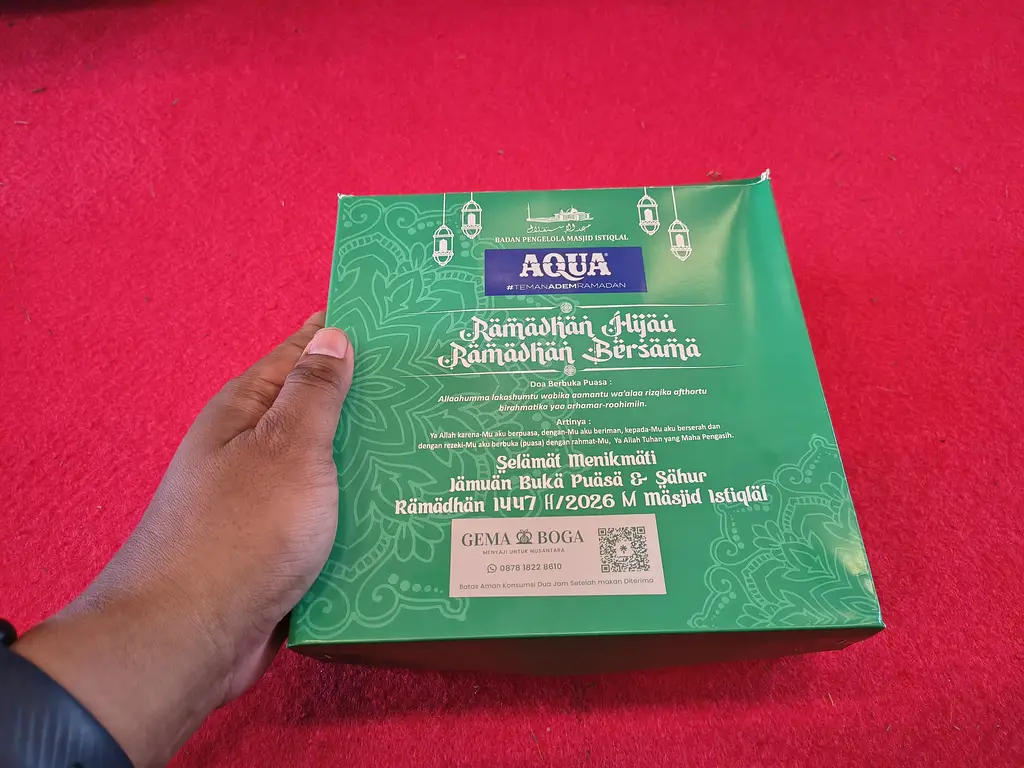 BADAN PENGELOLA MASJID ISTIQLAL
AQUA
#TEMANADEMRAMADAN
Ramadhan Hijau
Ramadhan Bersama
Doa Berbuka Puasa :
Allaahumma lakashumtu wabika aamantu wa'alaa rizqika afthortu
birahmatika yaa arhamar-roohimiin.
Artinya :
Ya Allah karena-Mu aku berpuasa, dengan-Mu aku beriman, kepada-Mu aku berserah dan
dengan rezeki-Mu aku berbuka (puasa) dengan rahmat-Mu, Ya Allah Tuhan yang Maha Pengasih.
Selamat Menikmati
Jamuan Buka Puasa & Sahur
Ramadhan 1447 H/2026 M Masjid Istiqlal
GEMA BOGA
MENYAJI UNTUK NUSANTARA
0878 1822 8610
Batas Aman Konsumsi Dua Jam Setelah makan Diterima